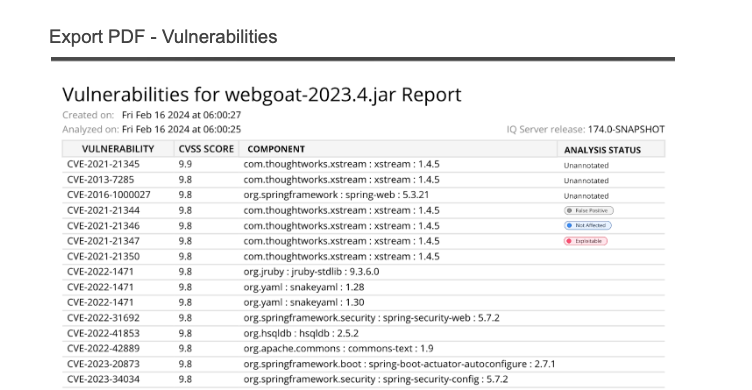 Export PDF - Vulnerabilities
Vulnerabilities for webgoat-2023.4.jar Report
Created on: Fri Feb 16 2024 at 06:00:27
Analyzed on: Fri Feb 16 2024 at 06:00:25 IQ Server release: 174.0-SNAPSHOT
VULNERABILITY CVSS SCORE COMPONENT ANALYSIS STATUS
CVE-2021-21345 9.9 com.thoughtworks.xstream : xstream : 1.4.5 Unannotated
CVE-2013-7285 9.8 com.thoughtworks.xstream : xstream : 1.4.5 Unannotated
CVE-2016-1000027 9.8 org.springframework : spring-web : 5.3.21 Unannotated
CVE-2021-21344 9.8 com.thoughtworks.xstream : xstream : 1.4.5 False Positive
CVE-2021-21346 9.8 com.thoughtworks.xstream : xstream : 1.4.5 Not Affected
CVE-2021-21347 9.8 com.thoughtworks.xstream : xstream : 1.4.5 Exploitable
CVE-2021-21350 9.8 com.thoughtworks.xstream : xstream : 1.4.5
CVE-2022-1471 9.8 org.jruby : jruby-stdlib : 9.3.6.0
CVE-2022-1471 9.8 org.yaml : snakeyaml : 1.28
CVE-2022-1471 9.8 org.yaml : snakeyaml : 1.30
CVE-2022-31692 9.8 org.springframework.security : spring-security-web : 5.7.2
CVE-2022-41853 9.8 org.hsqldb : hsqldb : 2.5.2
CVE-2022-42889 9.8 org.apache.commons : commons-text : 1.9
CVE-2023-20873 9.8 org.springframework.boot : spring-boot-actuator-autoconfigure : 2.7.1
CVE-2023-34034 9.8 org.springframework.security : spring-security-config : 5.7.2